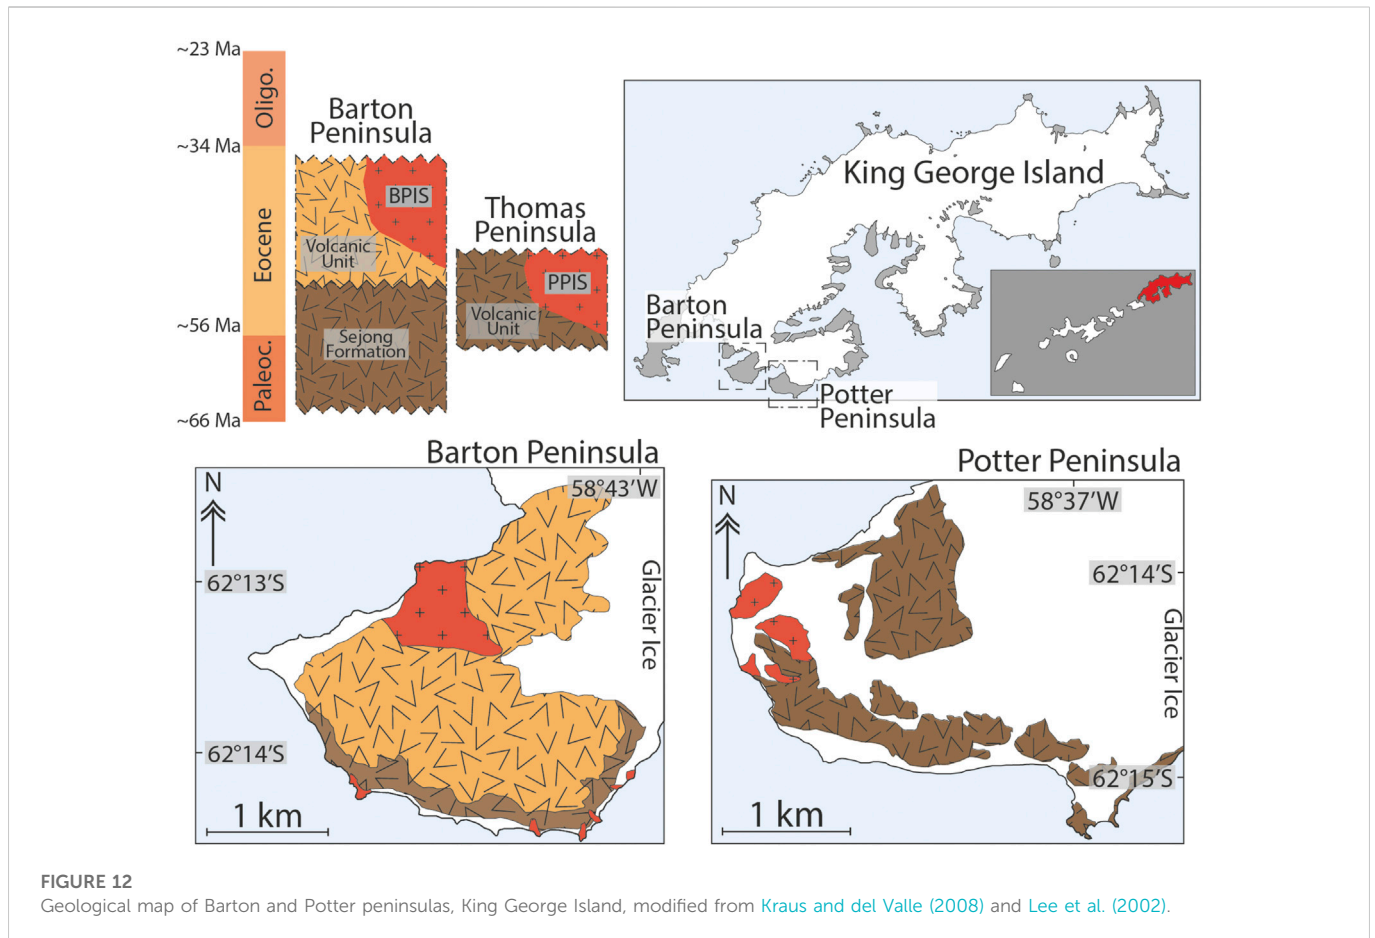 ~23 Ma
Oligo.
~34 Ma
Eocene
~56 Ma
Paleoc.
~66 Ma
Barton
Peninsula
BPIS
Volcanic
Unit
Sejong
Formation
Thomas
Peninsula
PPIS
Volcanic
Unit
King George Island
Barton
Peninsula
Potter
Peninsula
Barton Peninsula
N
58°43'W
62°13'S
Glacier Ice
62°14'S
1 km
Potter Peninsula
N
58°37'W
62°14'S
Glacier Ice
62°15'S
1 km
FIGURE 12
Geological map of Barton and Potter peninsulas, King George Island, modified from Kraus and del Valle (2008) and Lee et al. (2002).